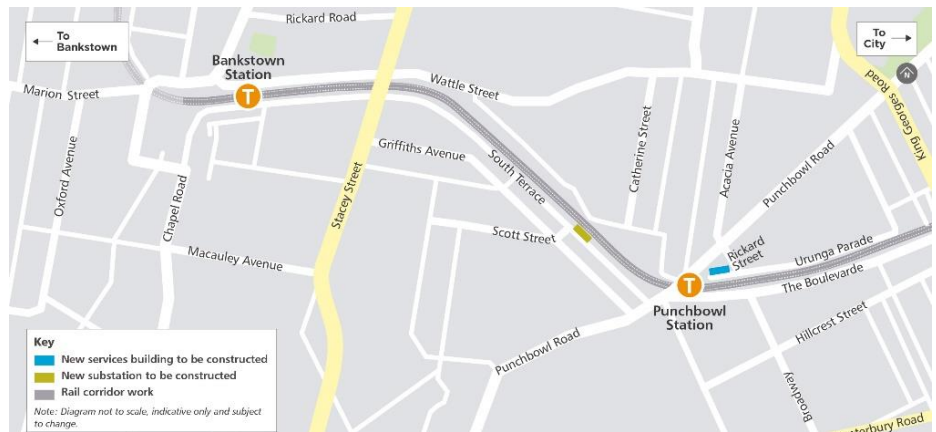 To
Bankstown
Rickard Road
To
City
N
Bankstown
Station
T
Wattle Street
Marion Street
King Georges Road
Griffiths Avenue
South Terrace
Catherine Street
Acacia Avenue
Punchbowl Road
Oxford Avenue
Chapel Road
Stacey Street
Scott Street
Macauley Avenue
Rickard
Street
Urunga Parade
The Boulevarde
T
Punchbowl
Station
Hillcrest Street
Punchbowl Road
Broadway
terbury Road
Key
New services building to be constructed
New substation to be constructed
Rail corridor work
Note: Diagram not to scale, indicative only and subject
to change.